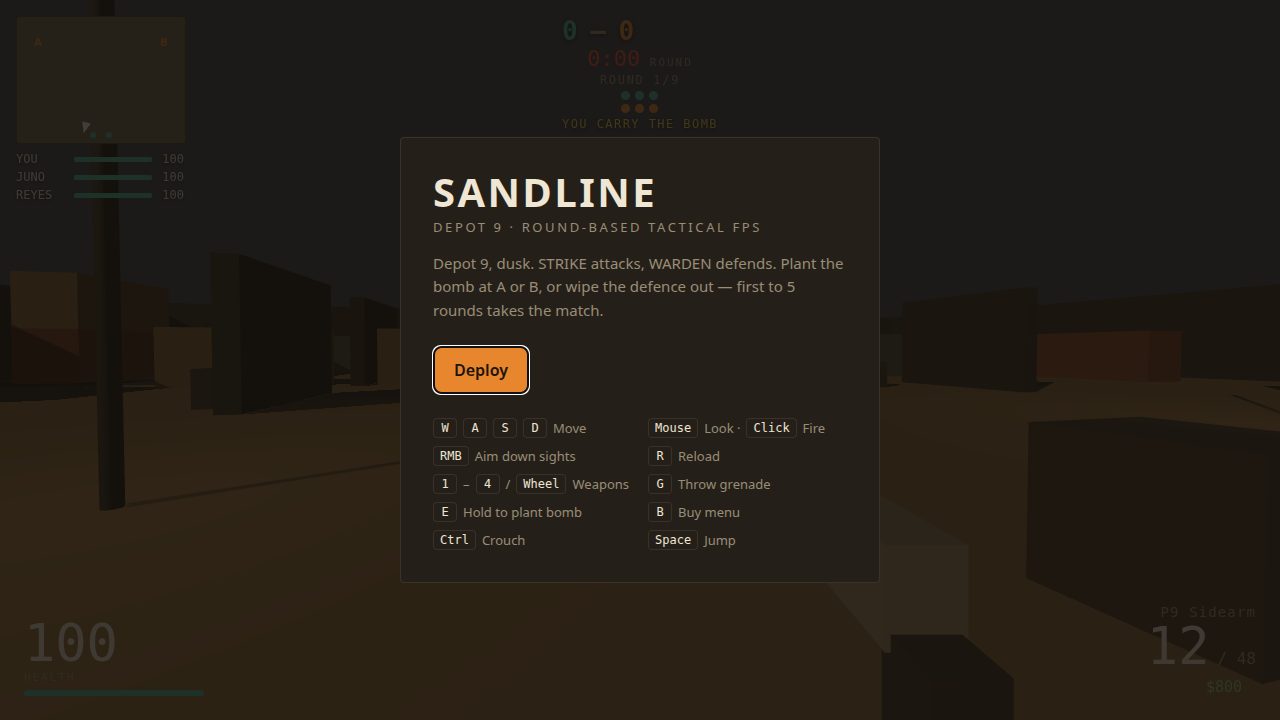 A B
0 — 0
0:00 ROUND
ROUND 1/9
YOU CARRY THE BOMB
YOU 100
JUNO 100
REYES 100
SANDLINE
DEPOT 9 · ROUND-BASED TACTICAL FPS
Depot 9, dusk. STRIKE attacks, WARDEN defends. Plant the
bomb at A or B, or wipe the defence out — first to 5
rounds takes the match.
Deploy
W A S D Move
Mouse Look · Click Fire
RMB Aim down sights
R Reload
1 – 4 / Wheel Weapons
G Throw grenade
E Hold to plant bomb
B Buy menu
Ctrl Crouch
Space Jump
100
HEALTH
P9 Sidearm
12 / 48
$800